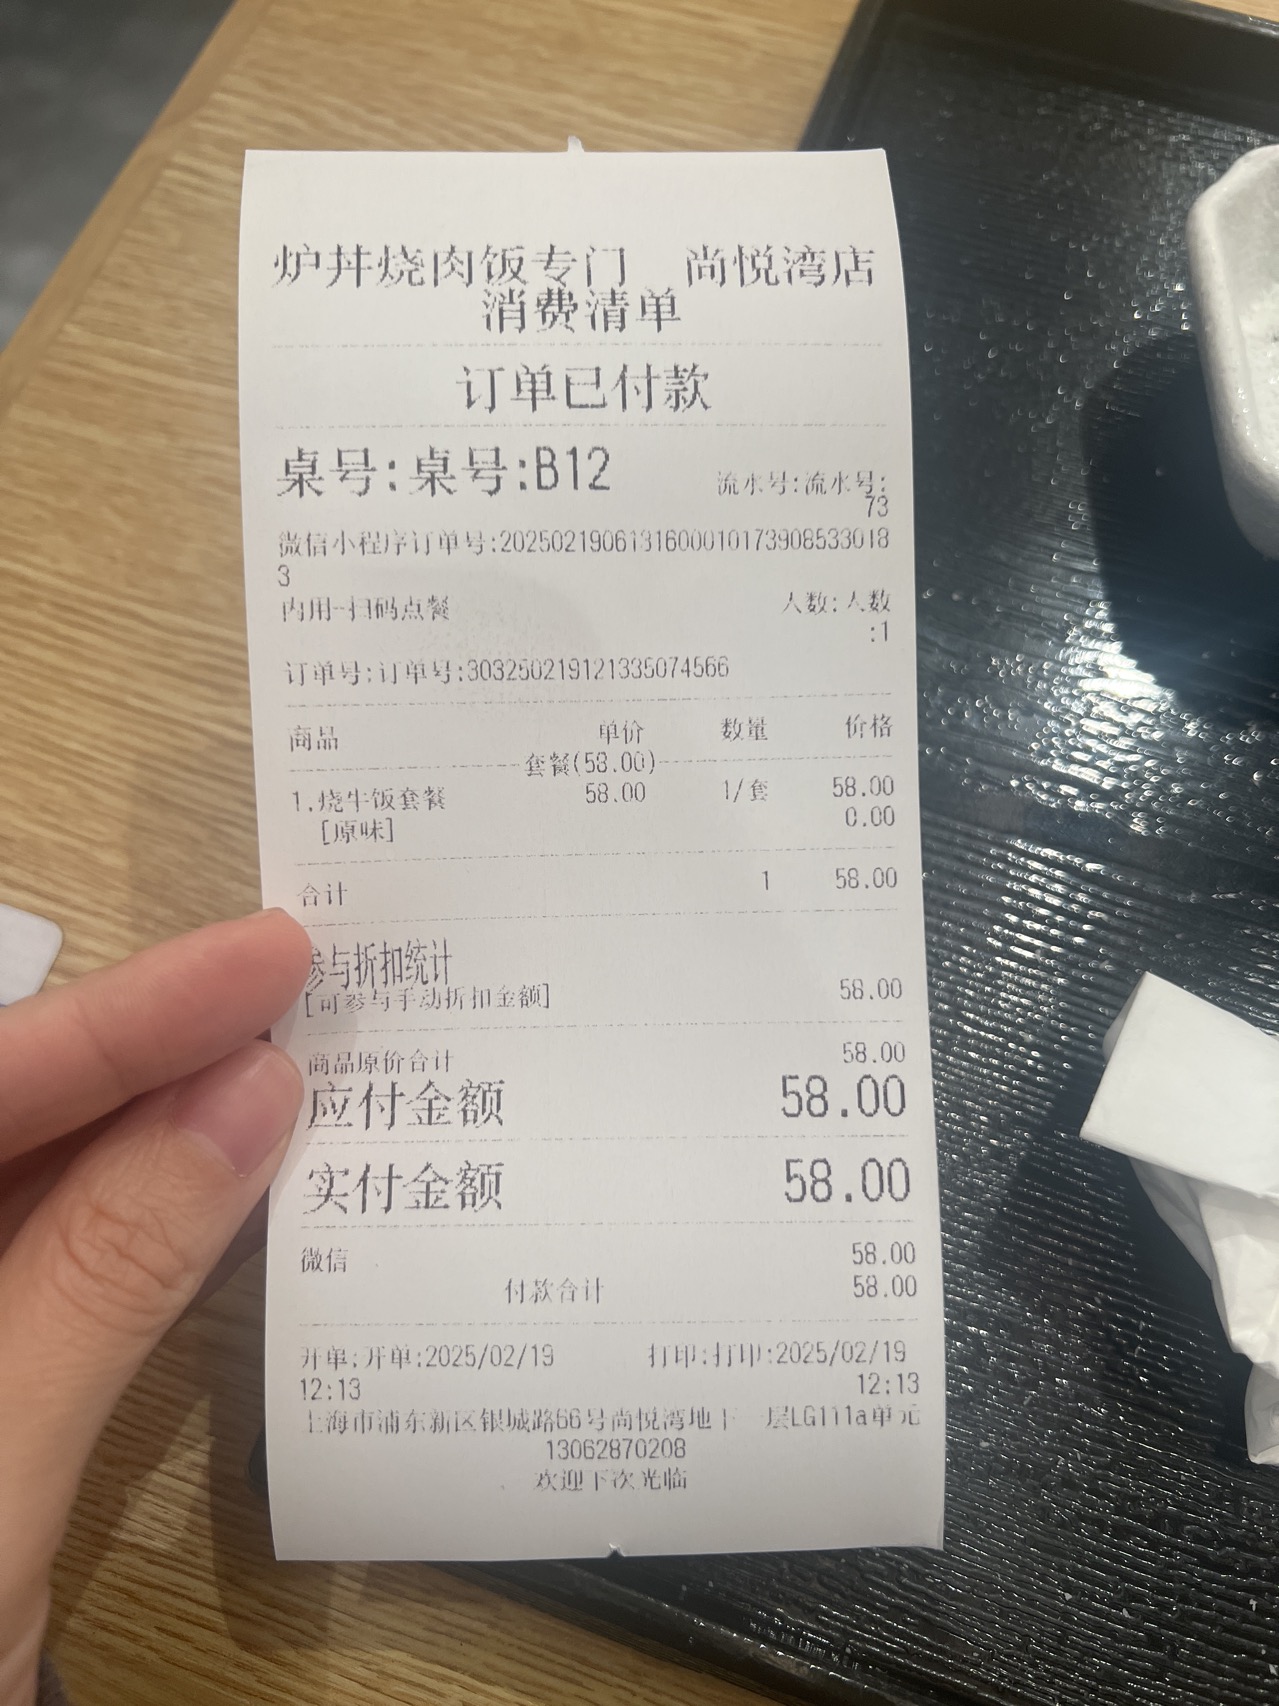 炉丼烧肉饭专门 尚悦湾店
消费清单
订单已付款
桌号:桌号:B12 流水号:流水号:
73
微信小程序订单号:202502190613160001017390853301８
3
内用-扫码点餐 人数:人数
:1
订单号:订单号:303250219121335074566
商品 单价 数量 价格
套餐(58.00)
1.烧牛饭套餐 58.00 1/套 58.00
[原味] 0.00
合计 1 58.00
参与折扣统计
[可参与手动折扣金额] 58.00
商品原价合计 58.00
应付金额 58.00
实付金额 58.00
微信 58.00
付款合计 58.00
开单:开单:2025/02/19 打印:打印:2025/02/19
12:13 12:13
上海市浦东新区银城路66号尚悦湾地下一层LG111a单元
13062870208
欢迎下次光临